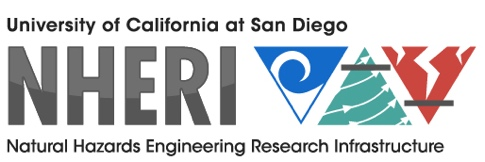 University of California at San Diego
NHERI
Natural Hazards Engineering Research Infrastructure